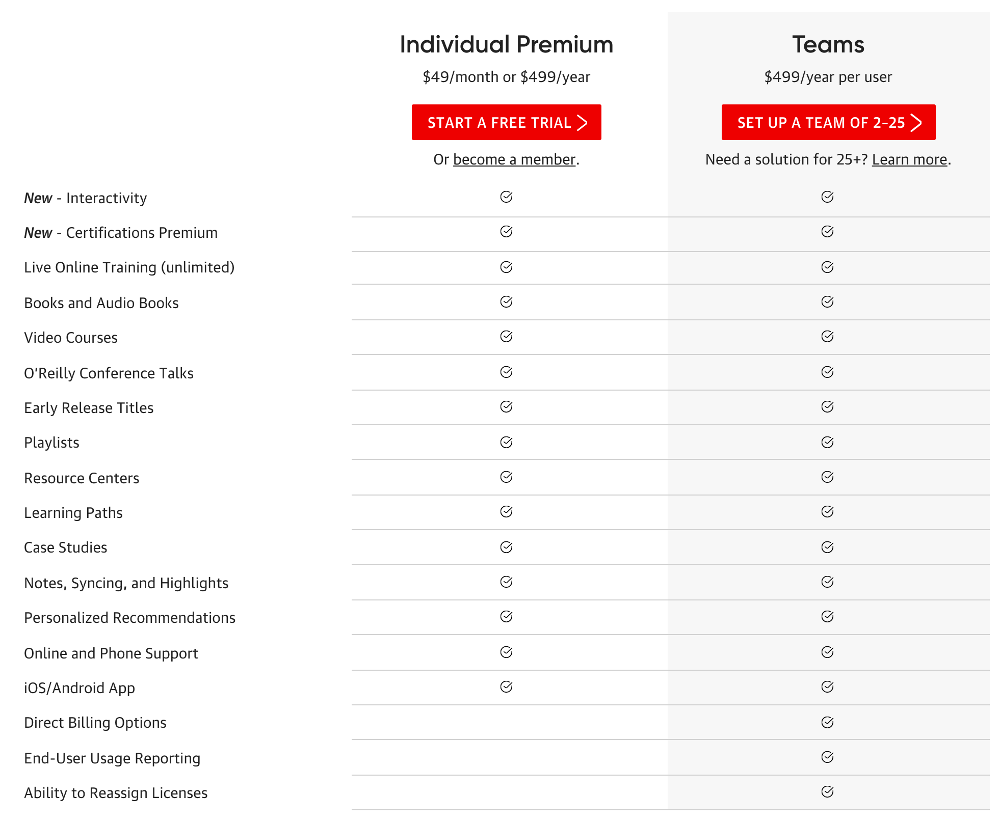 Individual Premium
Teams
$49/month or $499/year
$499/year per user
START A FREE TRIAL
SET UP A TEAM OF 2-25
Or become a member.
Need a solution for 25+? Learn more.
New - Interactivity
New - Certifications Premium
Live Online Training (unlimited)
Books and Audio Books
Video Courses
O'Reilly Conference Talks
Early Release Titles
Playlists
Resource Centers
Learning Paths
Case Studies
Notes, Syncing, and Highlights
Personalized Recommendations
Online and Phone Support
iOS/Android App
Direct Billing Options
End-User Usage Reporting
Ability to Reassign Licenses